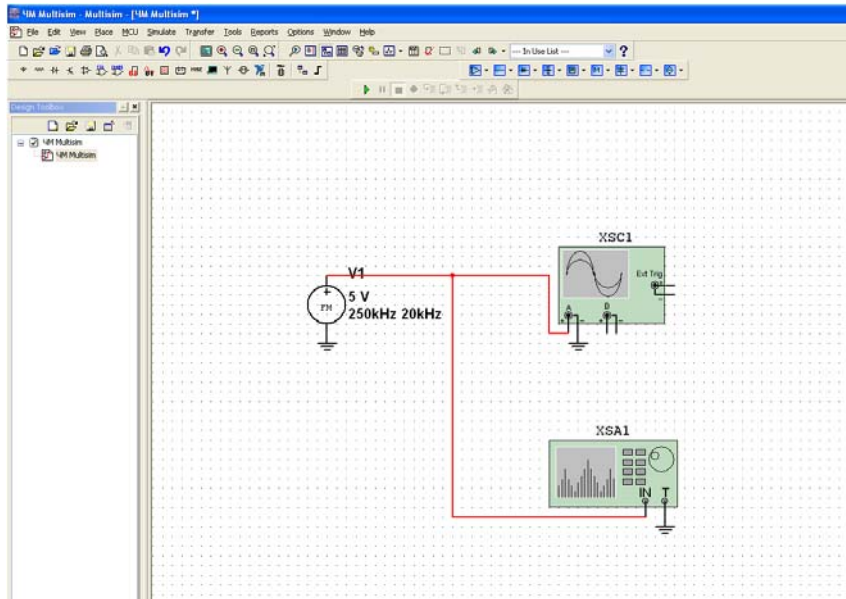 ЧМ Multisim - Multisim - [ЧМ Multisim *]
File Edit View Place MCU Simulate Transfer Tools Reports Options Window Help
--- In Use List ---
?
Design Toolbox
ЧМ Multisim
ЧМ Multisim
XSC1
Ext Trig
+
-
A
B
+ - + -
V1
+
FM
5 V
250kHz 20kHz
XSA1
IN T